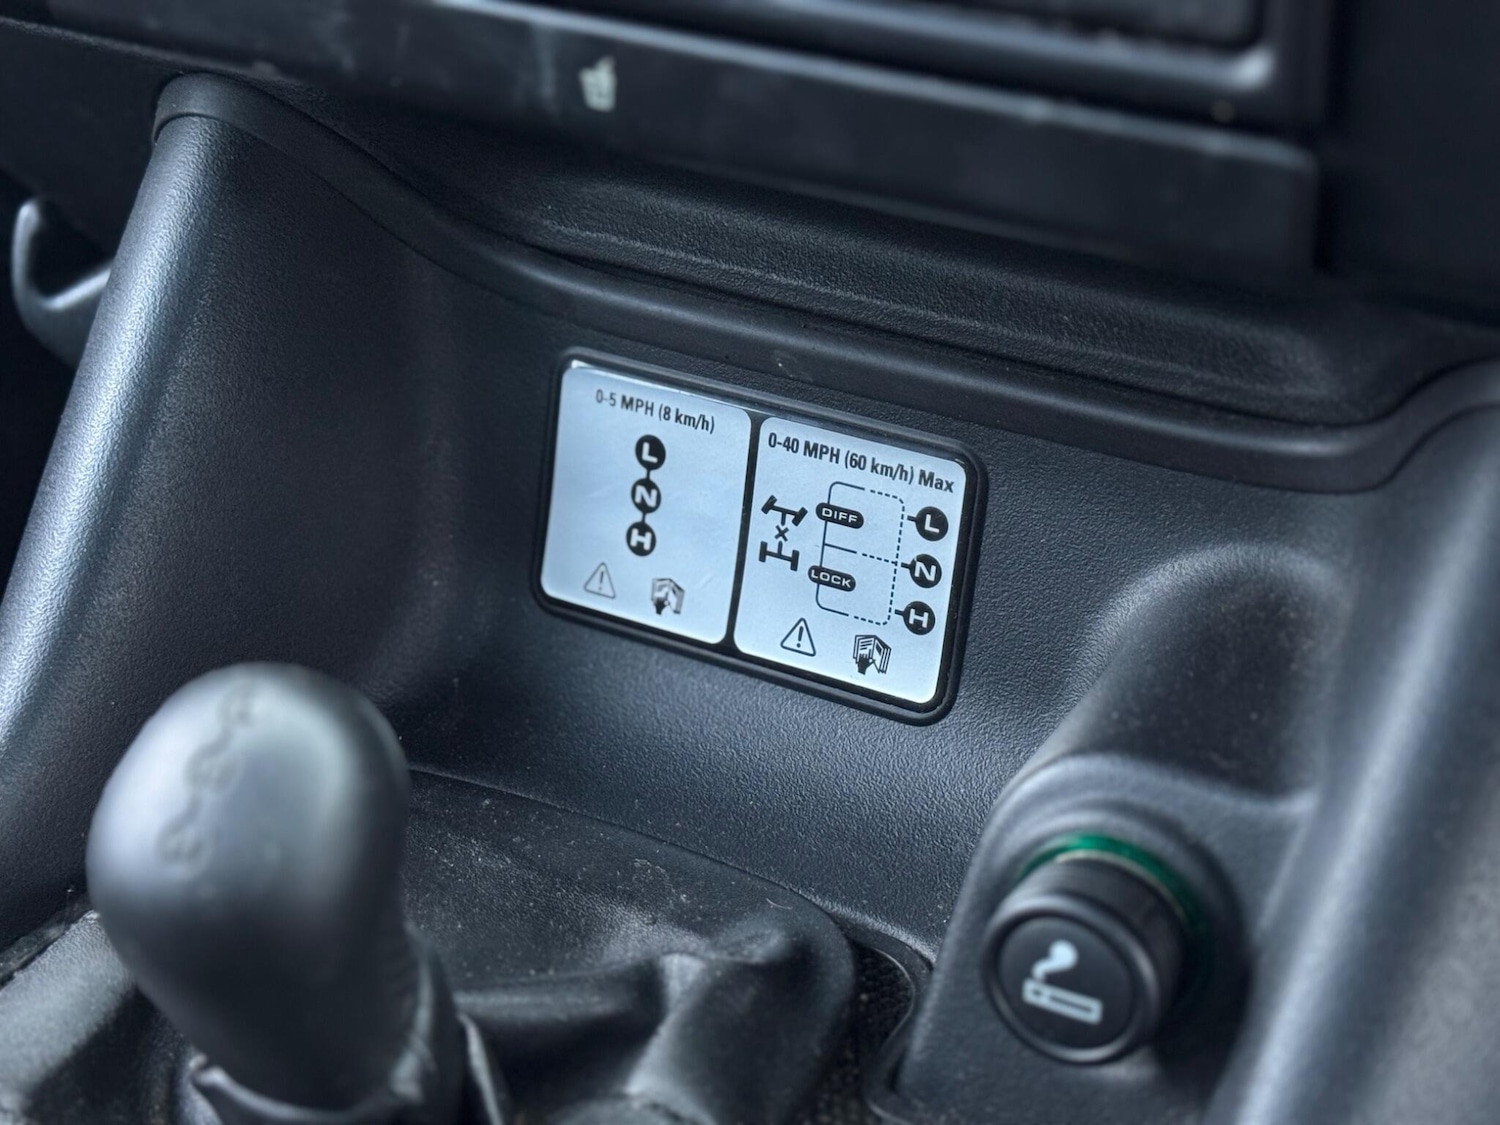 0-5 MPH (8 km/h)
L
N
H
0-40 MPH (60 km/h) Max
DIFF
LOCK
L
N
H